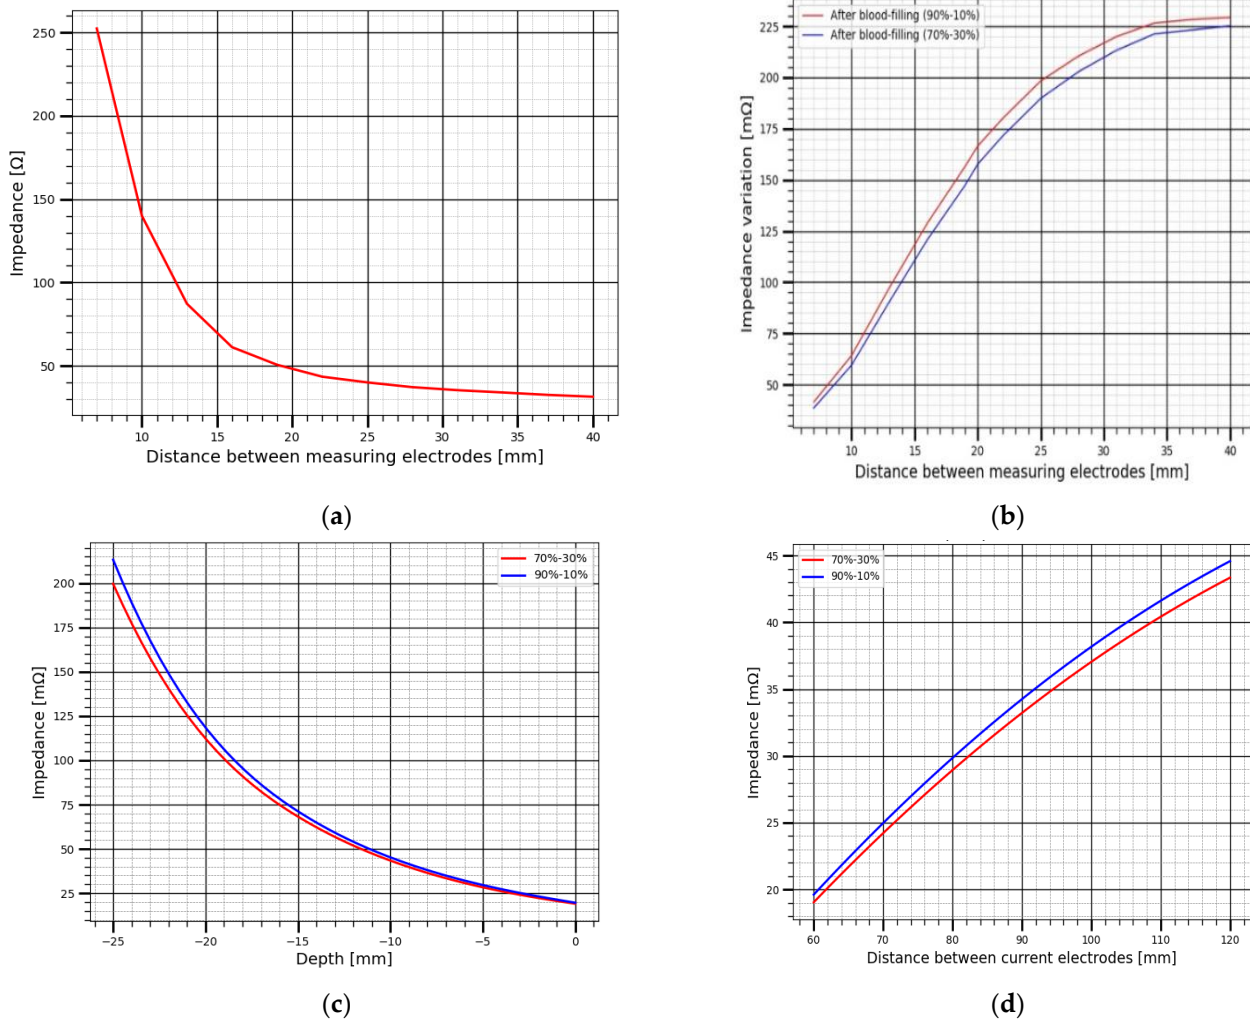 250
200
150
100
50
10 15 20 25 30 35 40
Impedance [Ω]
Distance between measuring electrodes [mm]
(a)
After blood-filling (90%-10%)
After blood-filling (70%-30%)
225
200
175
150
125
100
75
50
10 15 20 25 30 35 40
Impedance variation [mΩ]
Distance between measuring electrodes [mm]
(b)
70%-30%
90%-10%
200
175
150
125
100
75
50
25
−25 −20 −15 −10 −5 0
Impedance [mΩ]
Depth [mm]
(c)
70%-30%
90%-10%
45
40
35
30
25
20
60 70 80 90 100 110 120
Impedance [mΩ]
Distance between current electrodes [mm]
(d)